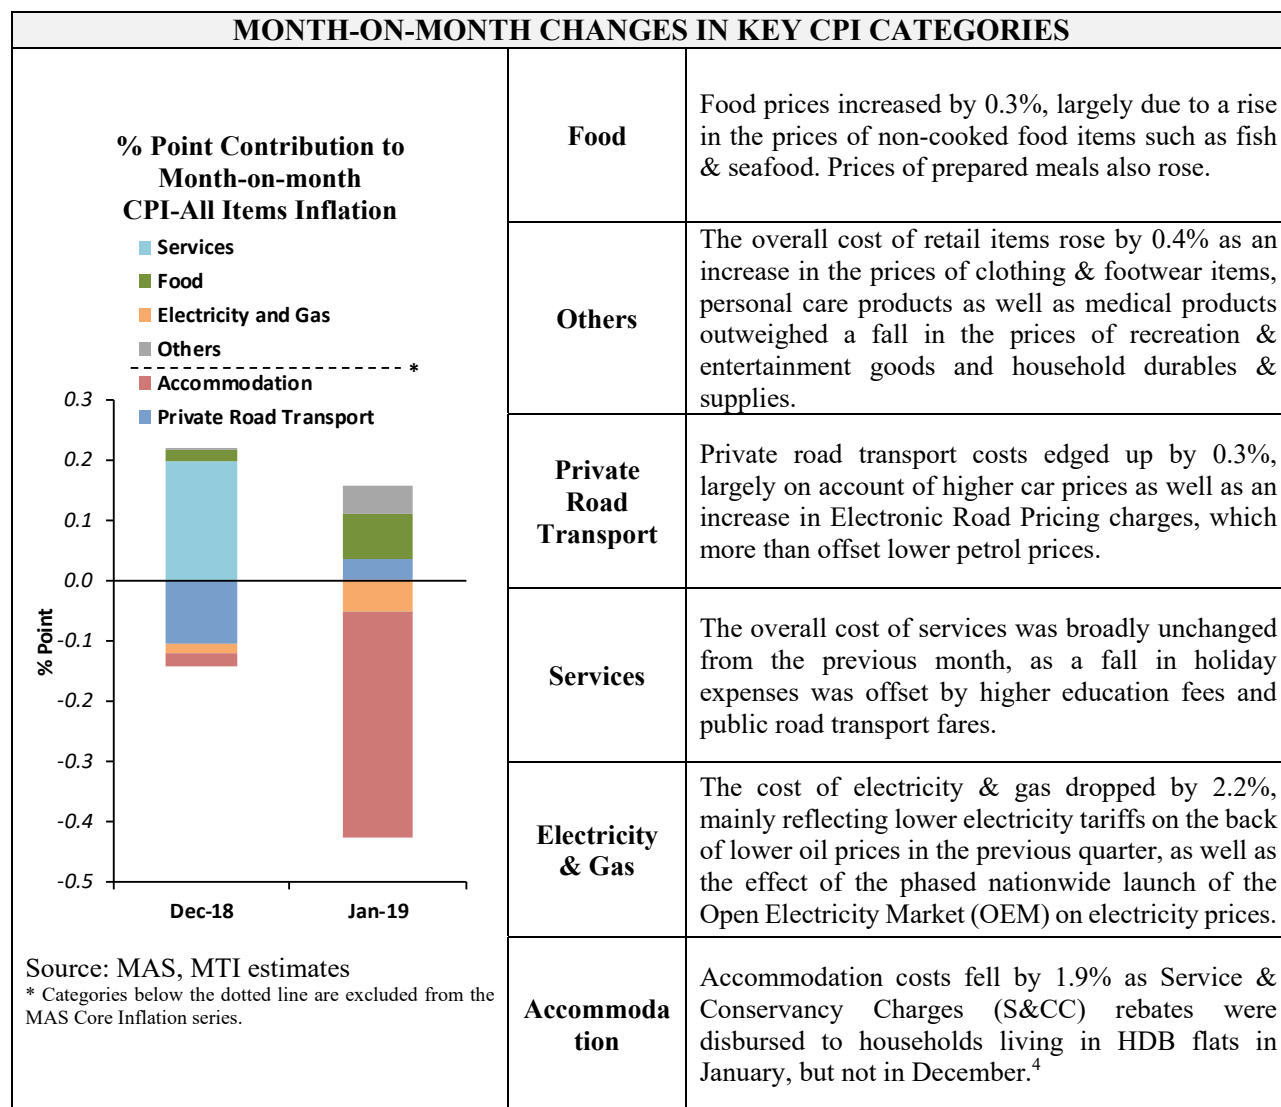 MONTH-ON-MONTH CHANGES IN KEY CPI CATEGORIES
% Point Contribution to
Month-on-month
CPI-All Items Inflation
Services
Food
Electricity and Gas
Others
*
Accommodation
Private Road Transport
0.3
0.2
0.1
0.0
-0.1
-0.2
-0.3
-0.4
-0.5
% Point
Dec-18
Jan-19
Source: MAS, MTI estimates
* Categories below the dotted line are excluded from the
MAS Core Inflation series.
Food
Food prices increased by 0.3%, largely due to a rise
in the prices of non-cooked food items such as fish
& seafood. Prices of prepared meals also rose.
Others
The overall cost of retail items rose by 0.4% as an
increase in the prices of clothing & footwear items,
personal care products as well as medical products
outweighed a fall in the prices of recreation &
entertainment goods and household durables &
supplies.
Private
Road
Transport
Private road transport costs edged up by 0.3%,
largely on account of higher car prices as well as an
increase in Electronic Road Pricing charges, which
more than offset lower petrol prices.
Services
The overall cost of services was broadly unchanged
from the previous month, as a fall in holiday
expenses was offset by higher education fees and
public road transport fares.
Electricity
& Gas
The cost of electricity & gas dropped by 2.2%,
mainly reflecting lower electricity tariffs on the back
of lower oil prices in the previous quarter, as well as
the effect of the phased nationwide launch of the
Open Electricity Market (OEM) on electricity prices.
Accommoda
tion
Accommodation costs fell by 1.9% as Service &
Conservancy Charges (S&CC) rebates were
disbursed to households living in HDB flats in
January, but not in December.4